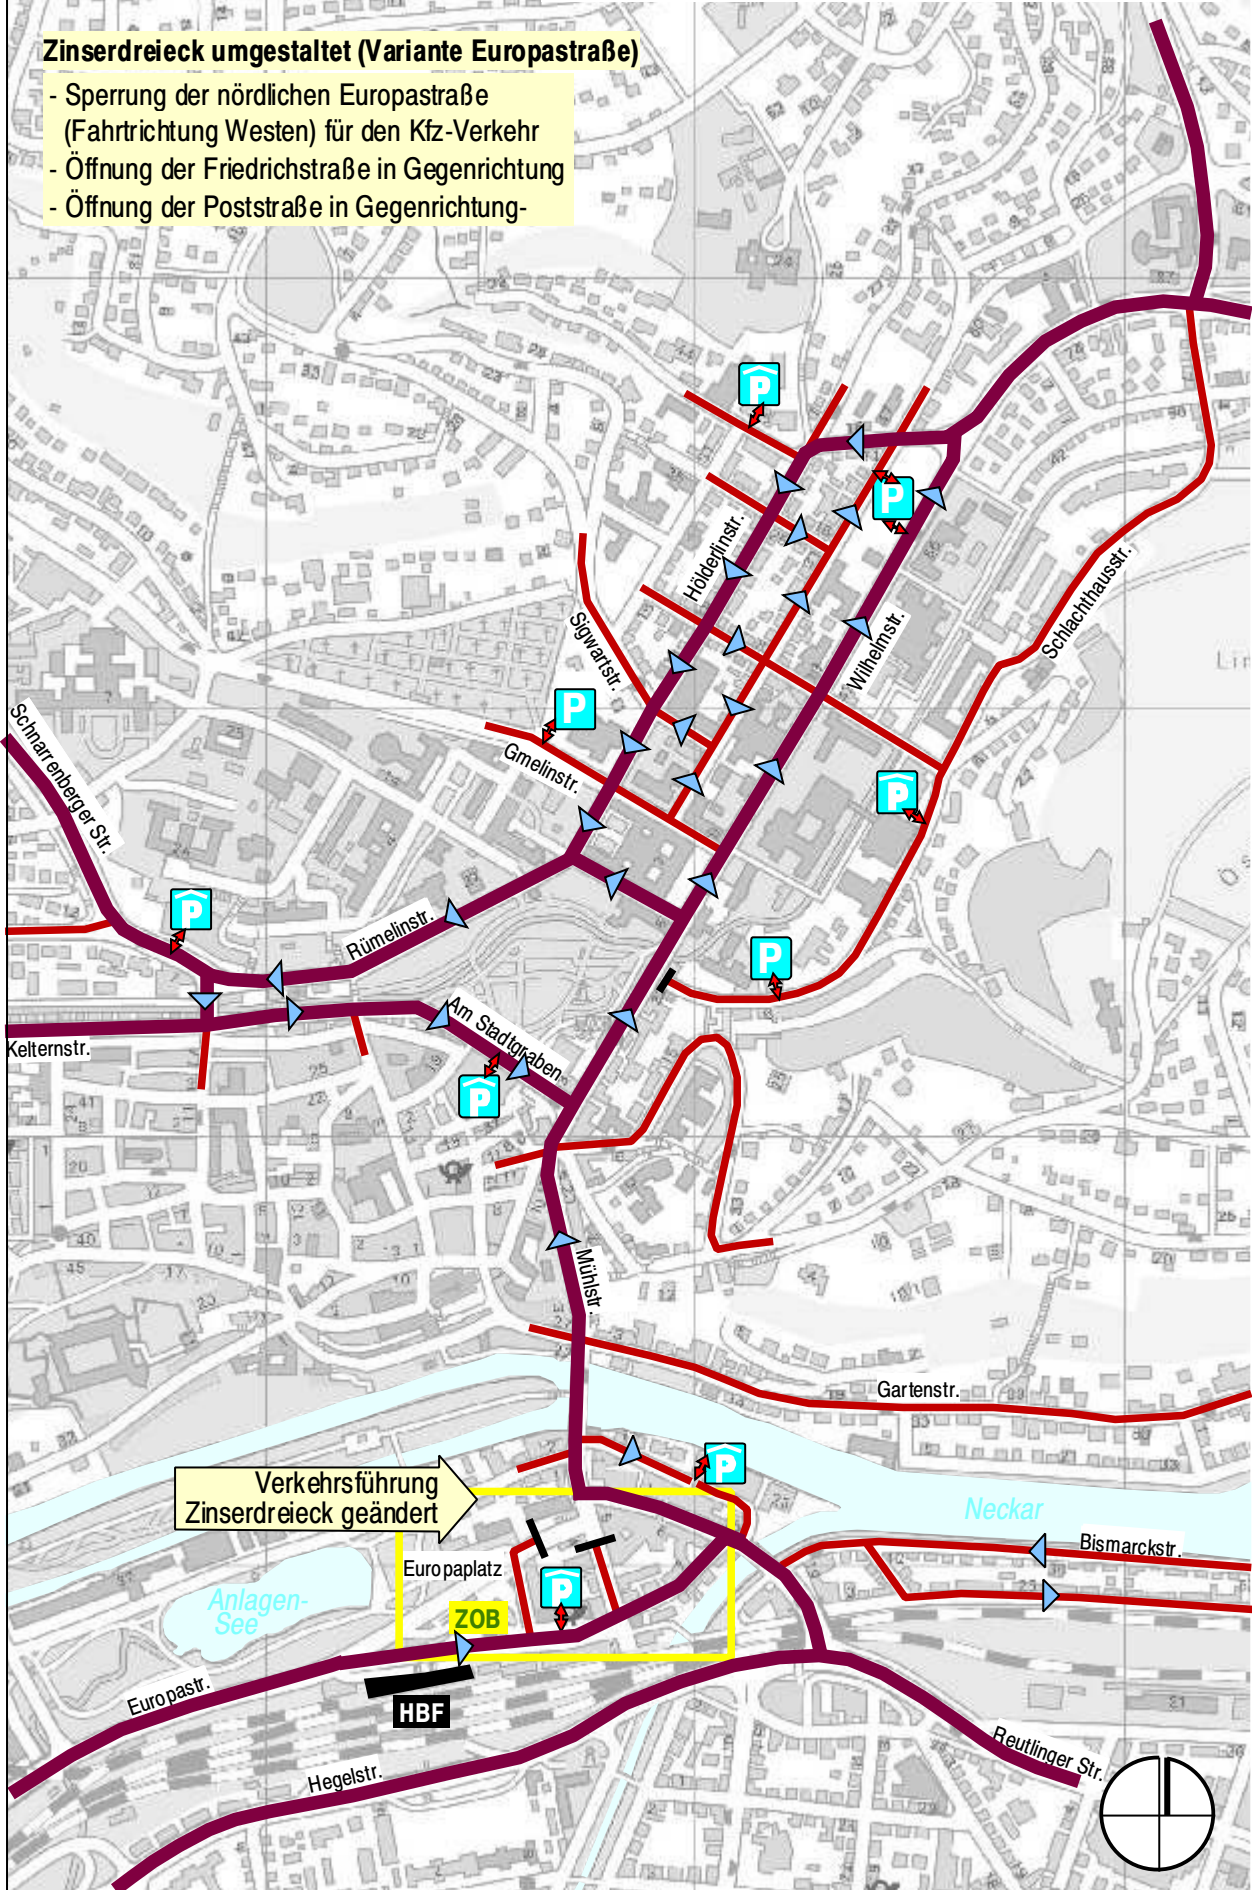 Zinserdreieck umgestaltet (Variante Europastraße)
- Sperrung der nördlichen Europastraße
(Fahrtrichtung Westen) für den Kfz-Verkehr
- Öffnung der Friedrichstraße in Gegenrichtung
- Öffnung der Poststraße in Gegenrichtung-
P
P
Hölderlinstr.
Schlachthausstr.
Sigwartstr.
Wilhelmstr.
P
Schnarrenberger Str.
Gmelinstr.
P
P
Rümelinstr.
P
Am Stadtgraben
Kelternstr.
P
Mühlstr.
Gartenstr.
Verkehrsführung
Zinserdreieck geändert
P
Neckar
Bismarckstr.
Europaplatz
P
Anlagen-
See
ZOB
Europastr.
HBF
Reutlinger Str.
Hegelstr.